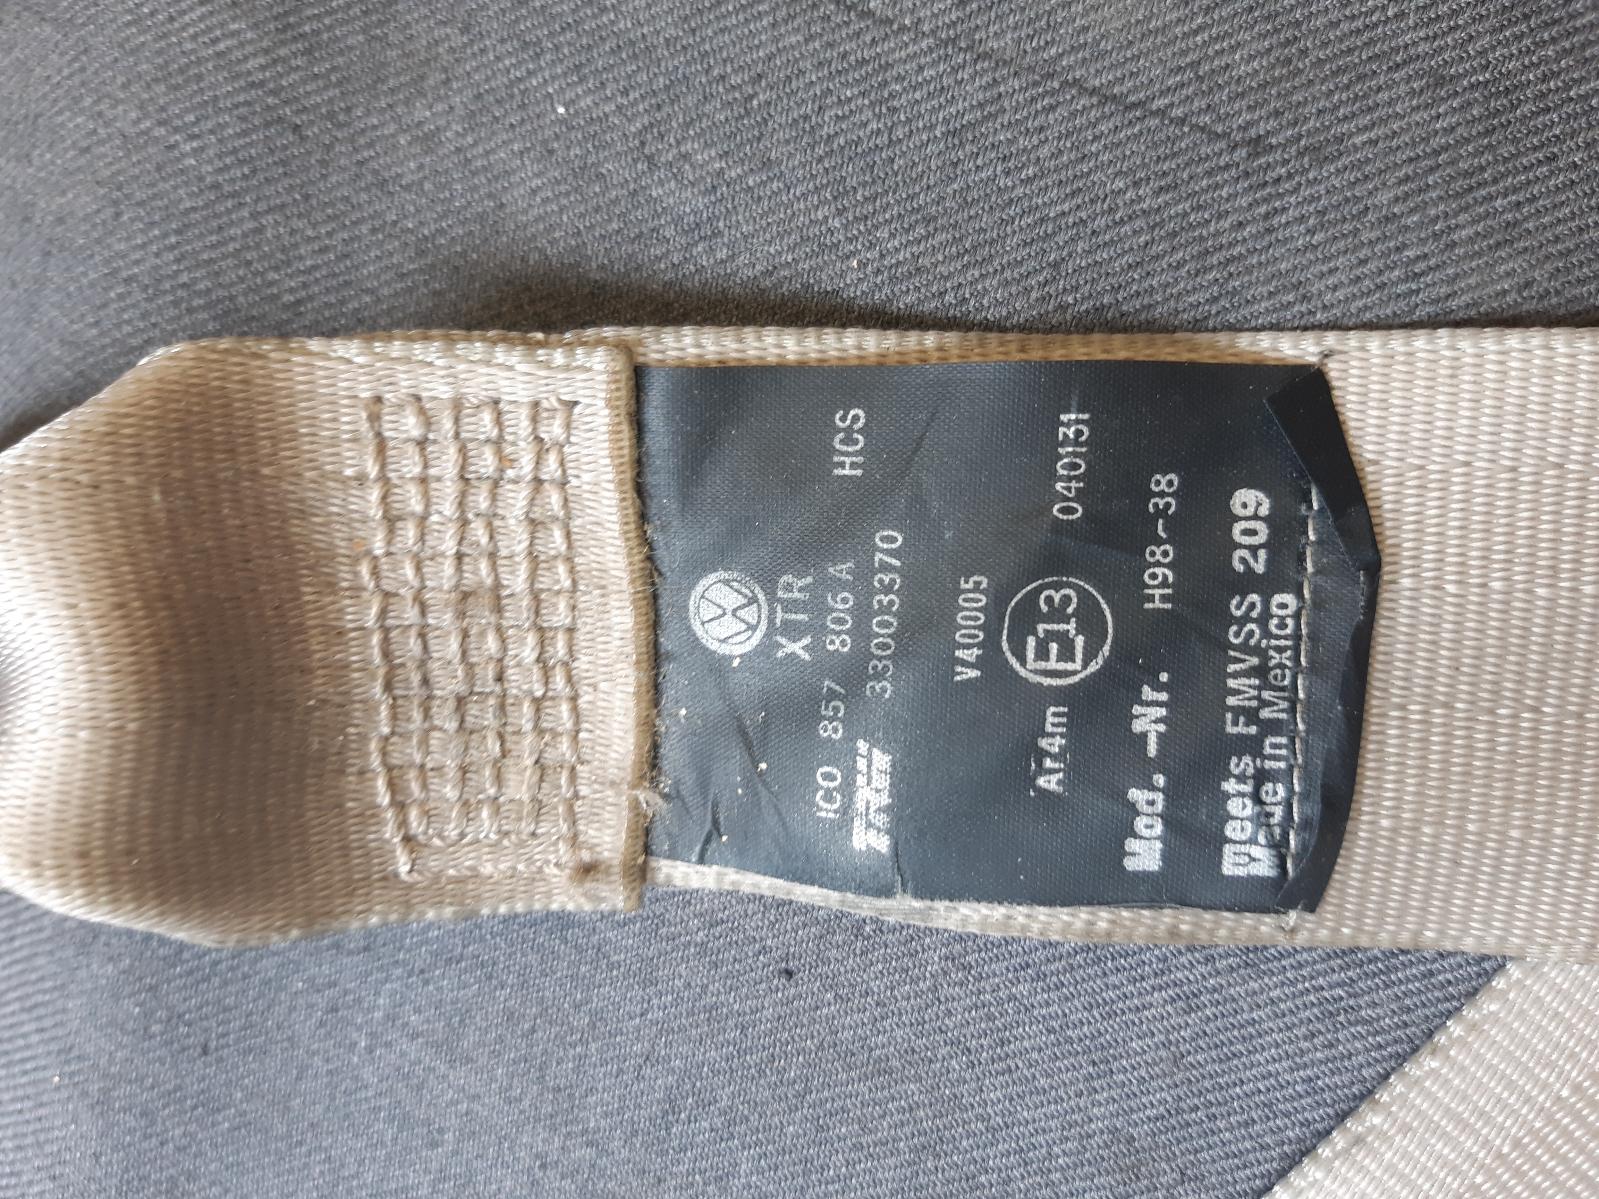 XTR
1C0 857 806 A HCS
TRW 33003370
V40005
Ar4m E13 040131
Mod.-Nr. H98-38
Meets FMVSS 209
Made in Mexico